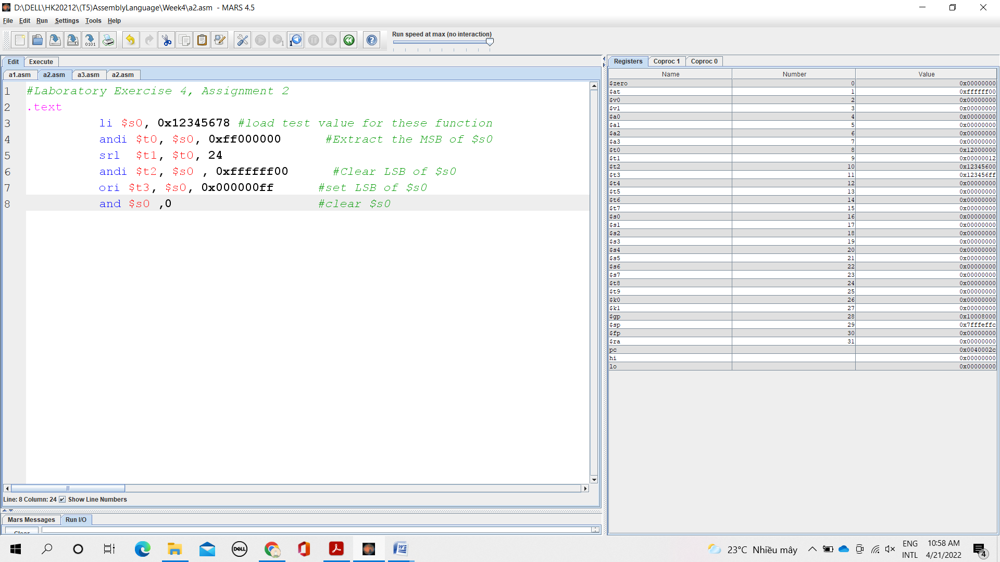 D:\DELL\HK20212\(T5)AssemblyLanguage\Week4\a2.asm - MARS 4.5
File Edit Run Settings Tools Help
Run speed at max (no interaction)
Edit Execute
a1.asm a2.asm a3.asm a2.asm
1 #Laboratory Exercise 4, Assignment 2
2 .text
3 li $s0, 0x12345678 #load test value for these function
4 andi $t0, $s0, 0xff000000 #Extract the MSB of $s0
5 srl $t1, $t0, 24
6 andi $t2, $s0 , 0xffffff00 #Clear LSB of $s0
7 ori $t3, $s0, 0x000000ff #set LSB of $s0
8 and $s0 ,0 #clear $s0
Line: 8 Column: 24 Show Line Numbers
Mars Messages Run I/O
Clear
Registers Coproc 1 Coproc 0
Name Number Value
$zero 0 0x00000000
$at 1 0xffffff00
$v0 2 0x00000000
$v1 3 0x00000000
$a0 4 0x00000000
$a1 5 0x00000000
$a2 6 0x00000000
$a3 7 0x00000000
$t0 8 0x12000000
$t1 9 0x00000012
$t2 10 0x12345600
$t3 11 0x123456ff
$t4 12 0x00000000
$t5 13 0x00000000
$t6 14 0x00000000
$t7 15 0x00000000
$s0 16 0x00000000
$s1 17 0x00000000
$s2 18 0x00000000
$s3 19 0x00000000
$s4 20 0x00000000
$s5 21 0x00000000
$s6 22 0x00000000
$s7 23 0x00000000
$t8 24 0x00000000
$t9 25 0x00000000
$k0 26 0x00000000
$k1 27 0x00000000
$gp 28 0x10008000
$sp 29 0x7fffeffc
$fp 30 0x00000000
$ra 31 0x00000000
pc 0x0040002c
hi 0x00000000
lo 0x00000000
DELL
23°C Nhiều mây
ENG
INTL
10:58 AM
4/21/2022
4